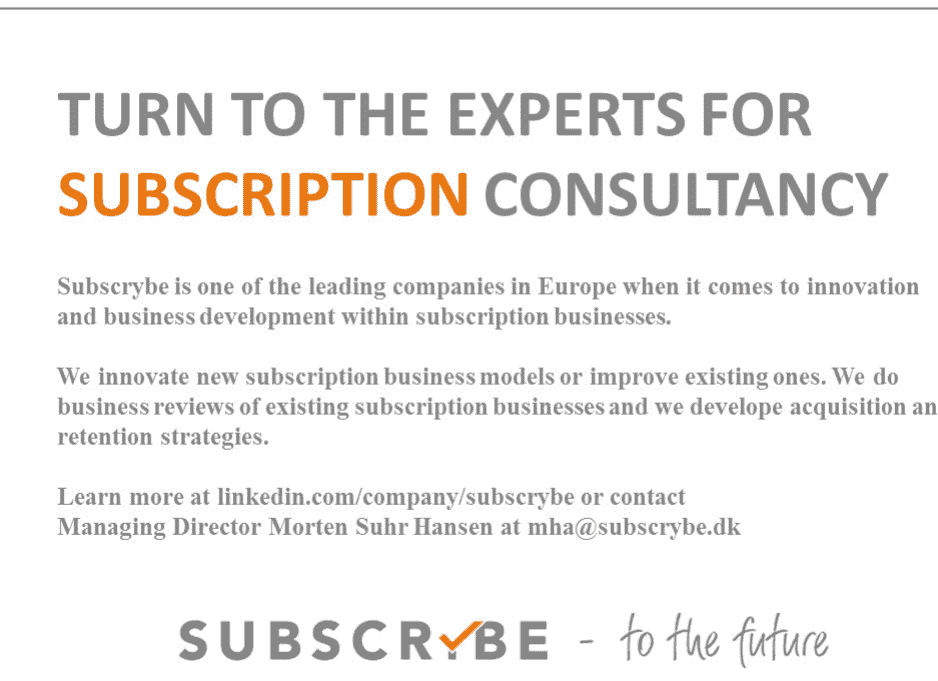 TURN TO THE EXPERTS FOR
SUBSCRIPTION CONSULTANCY
Subscrybe is one of the leading companies in Europe when it comes to innovation
and business development within subscription businesses.
We innovate new subscription business models or improve existing ones. We do
business reviews of existing subscription businesses and we develope acquisition an
retention strategies.
Learn more at linkedin.com/company/subscrybe or contact
Managing Director Morten Suhr Hansen at mha@subscrybe.dk
SUBSCRYBE - to the future